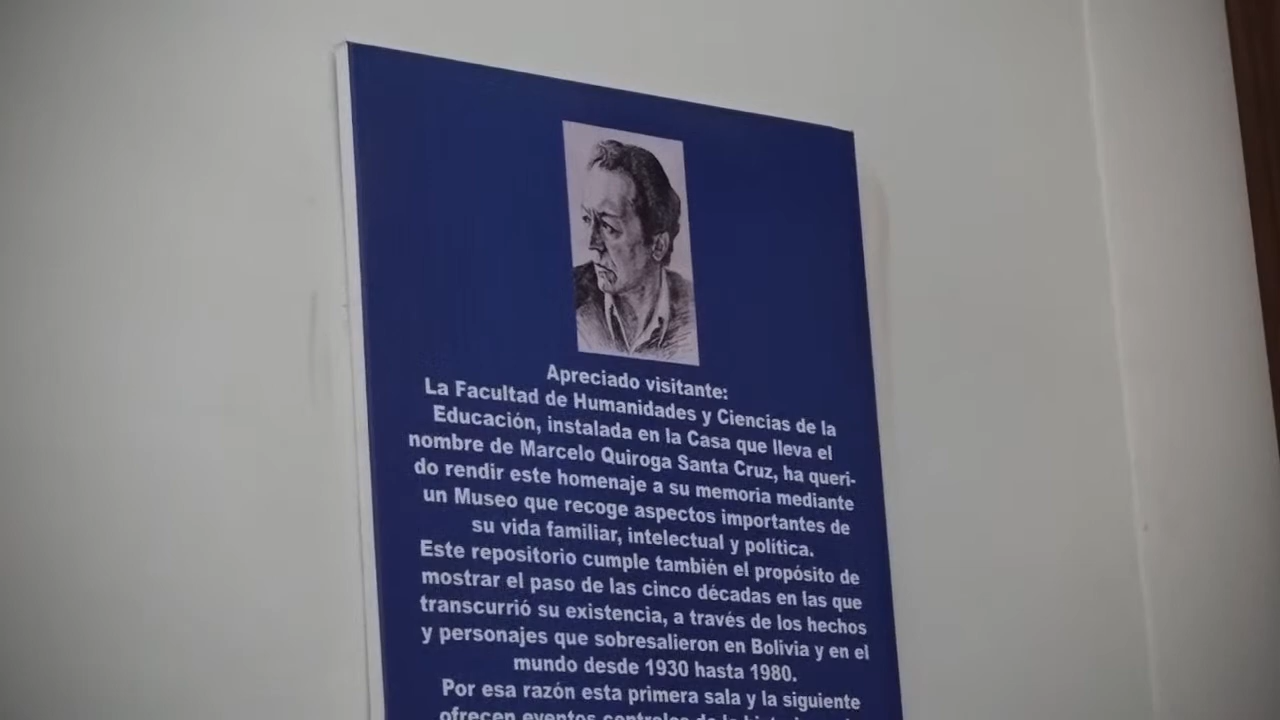 Apreciado visitante:
La Facultad de Humanidades y Ciencias de la
Educación, instalada en la Casa que lleva el
nombre de Marcelo Quiroga Santa Cruz, ha queri-
do rendir este homenaje a su memoria mediante
un Museo que recoge aspectos importantes de
su vida familiar, intelectual y política.
Este repositorio cumple también el propósito de
mostrar el paso de las cinco décadas en las que
transcurrió su existencia, a través de los hechos
y personajes que sobresalieron en Bolivia y en el
mundo desde 1930 hasta 1980.
Por esa razón esta primera sala y la siguiente
ofrecen eventos